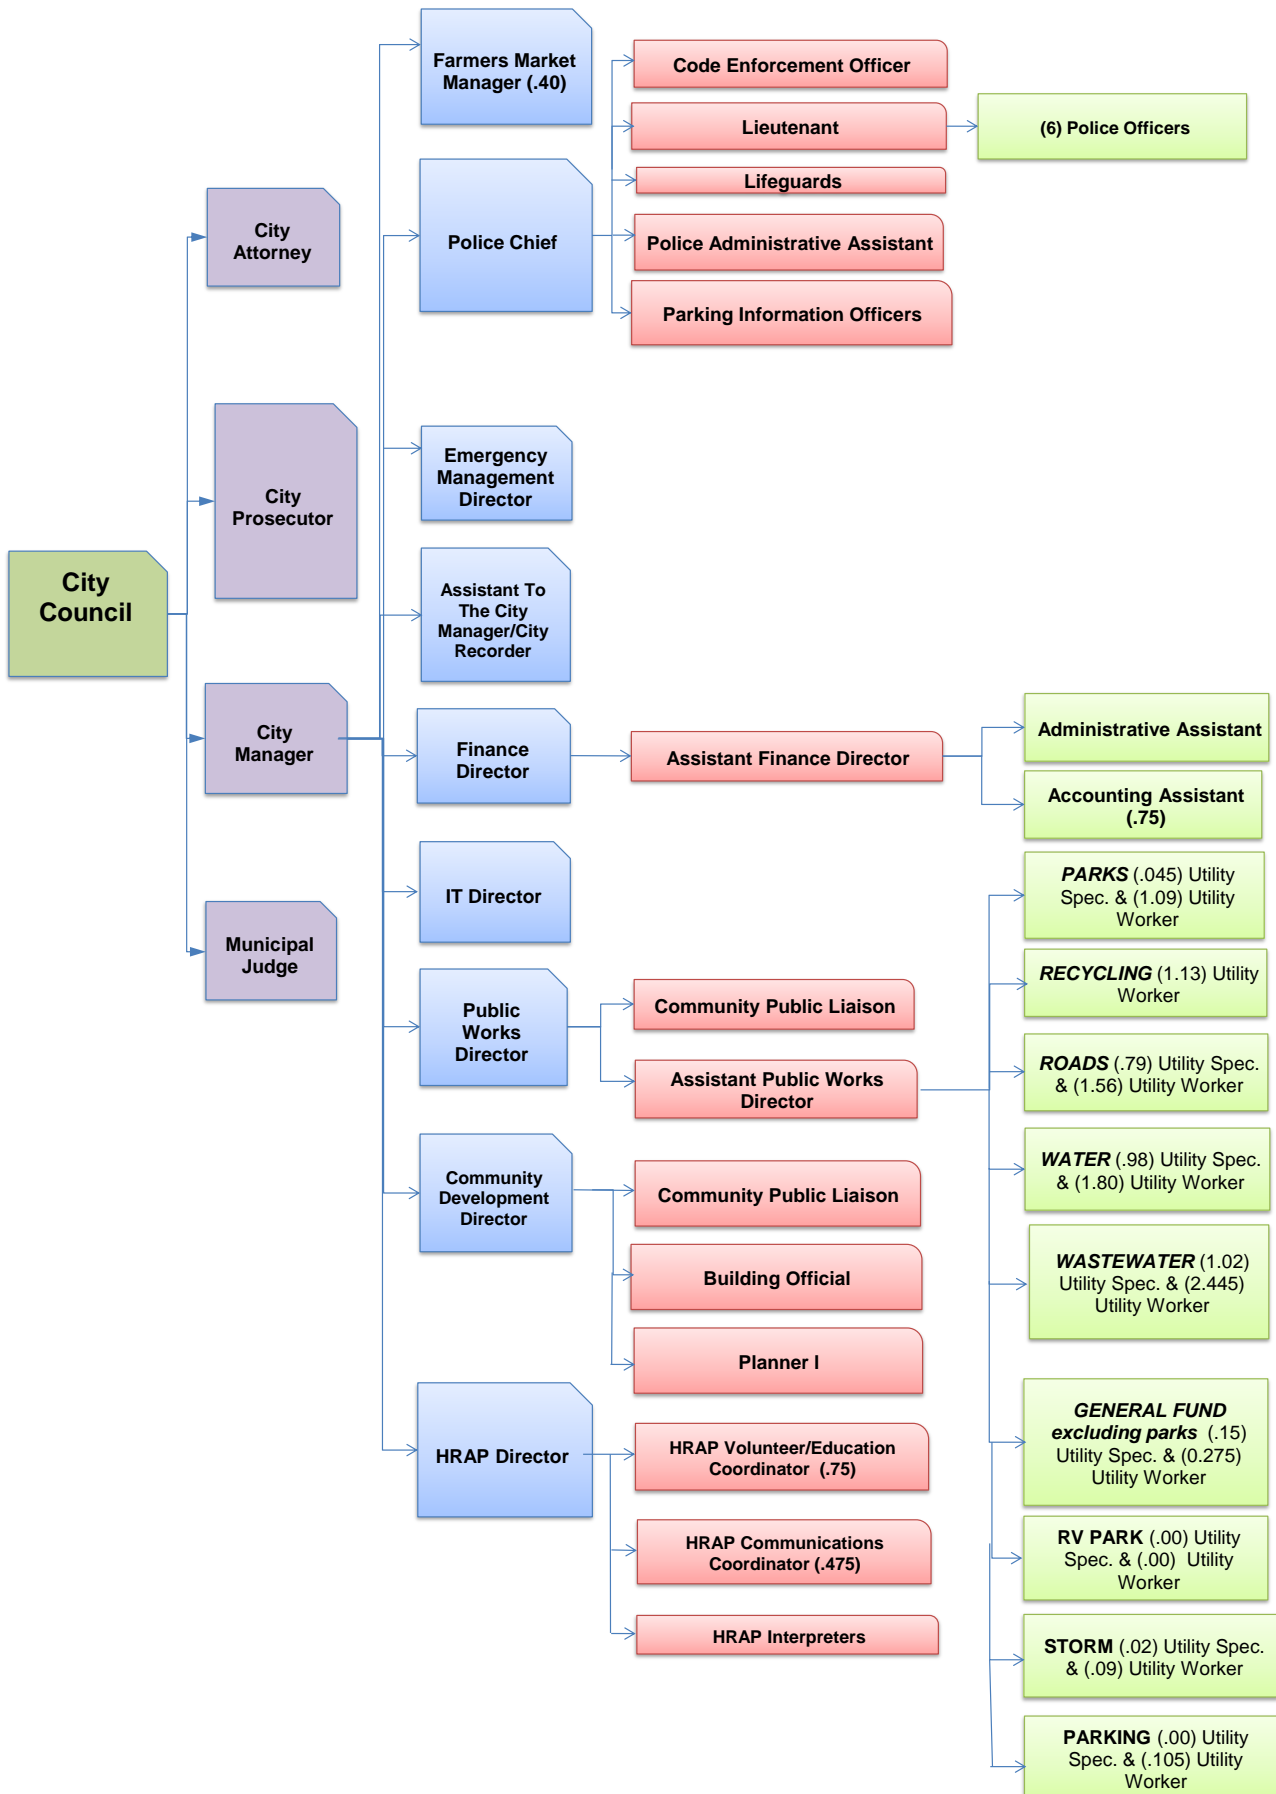 City
Council
City
Attorney
City
Prosecutor
City
Manager
Municipal
Judge
Farmers Market
Manager (.40)
Police Chief
Emergency
Management
Director
Assistant To
The City
Manager/City
Recorder
Finance
Director
IT Director
Public
Works
Director
Community
Development
Director
HRAP Director
Code Enforcement Officer
Lieutenant
Lifeguards
Police Administrative Assistant
Parking Information Officers
Assistant Finance Director
Community Public Liaison
Assistant Public Works
Director
Community Public Liaison
Building Official
Planner I
HRAP Volunteer/Education
Coordinator (.75)
HRAP Communications
Coordinator (.475)
HRAP Interpreters
(6) Police Officers
Administrative Assistant
Accounting Assistant
(.75)
PARKS (.045) Utility
Spec. & (1.09) Utility
Worker
RECYCLING (1.13) Utility
Worker
ROADS (.79) Utility Spec.
& (1.56) Utility Worker
WATER (.98) Utility Spec.
& (1.80) Utility Worker
WASTEWATER (1.02)
Utility Spec. & (2.445)
Utility Worker
GENERAL FUND
excluding parks (.15)
Utility Spec. & (0.275)
Utility Worker
RV PARK (.00) Utility
Spec. & (.00) Utility
Worker
STORM (.02) Utility Spec.
& (.09) Utility Worker
PARKING (.00) Utility
Spec. & (.105) Utility
Worker